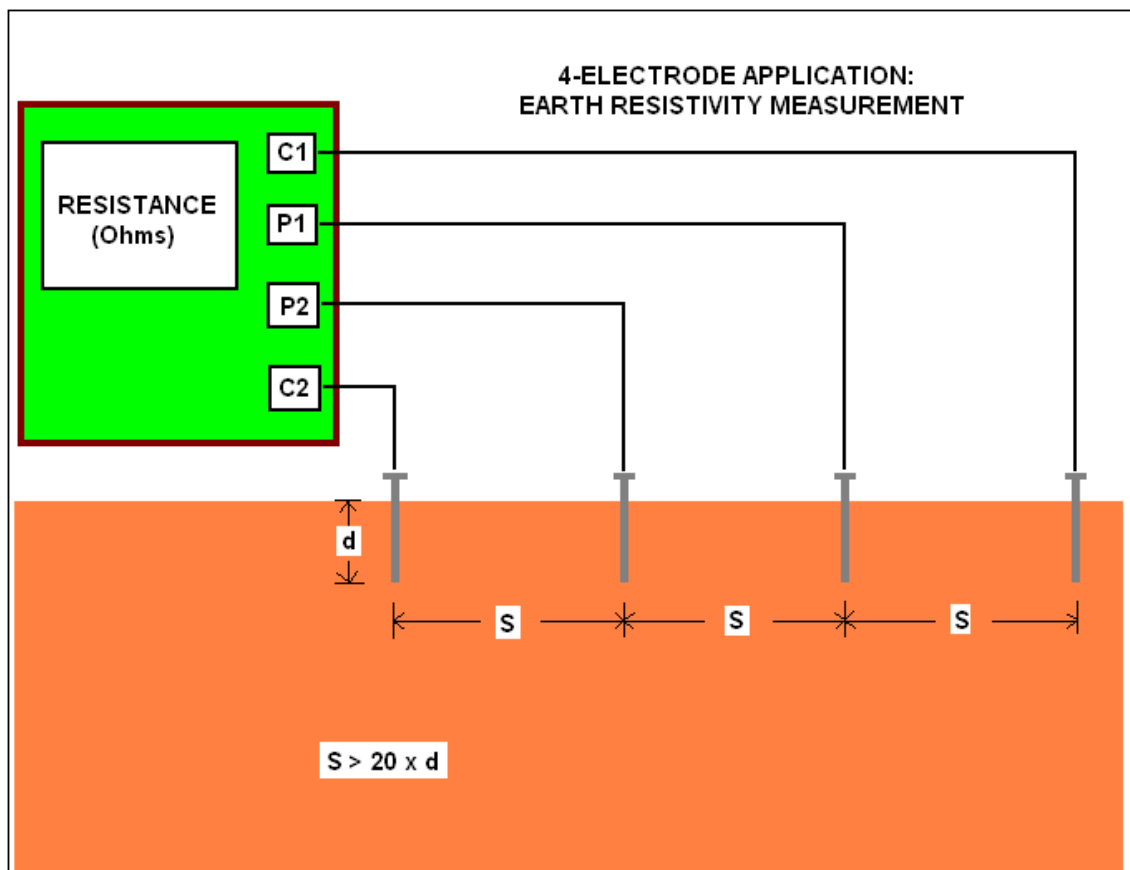 4-ELECTRODE APPLICATION:
EARTH RESISTIVITY MEASUREMENT
C1
RESISTANCE
(Ohms)
P1
P2
C2
d
S
S
S
S > 20 x d